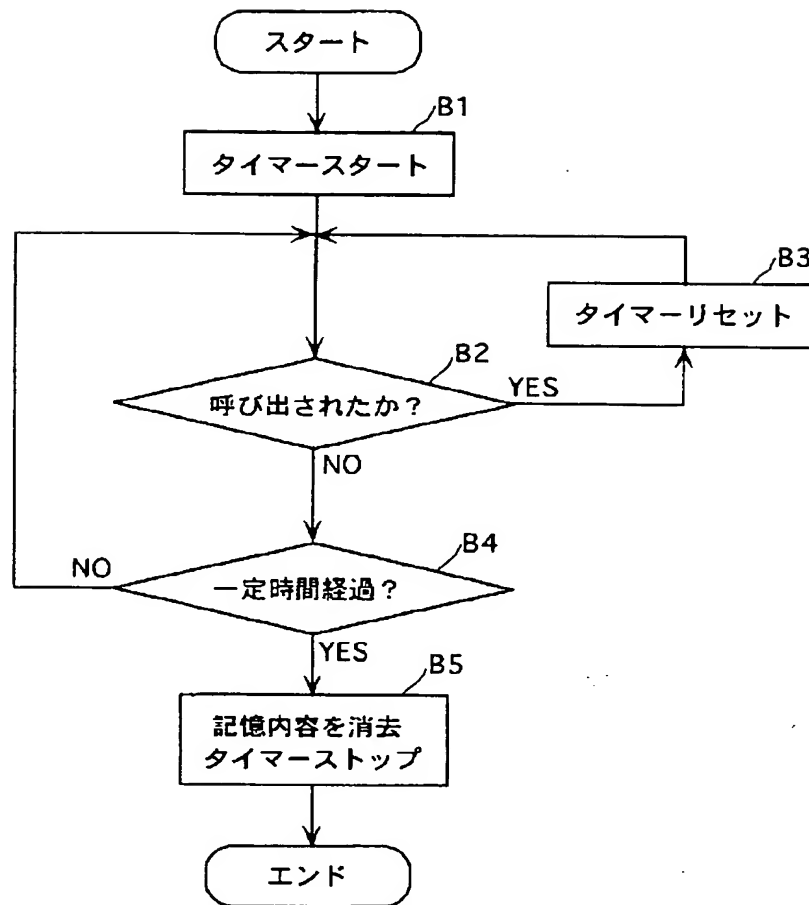 スタート
B1
タイマースタート
B3
タイマーリセット
B2
呼び出されたか？
YES
NO
B4
NO
一定時間経過？
YES
B5
記憶内容を消去
タイマーストップ
エンド